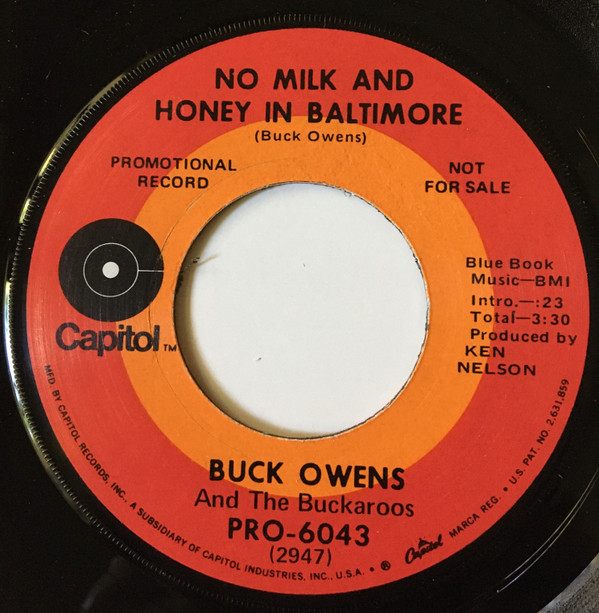 NO MILK AND
HONEY IN BALTIMORE
(Buck Owens)
PROMOTIONAL
RECORD
NOT
FOR SALE
Capitol TM
Blue Book
Music—BMI
Intro.—:23
Total—3:30
Produced by
KEN
NELSON
BUCK OWENS
And The Buckaroos
PRO-6043
(2947)
MFD. BY CAPITOL RECORDS, INC., A SUBSIDIARY OF CAPITOL INDUSTRIES, INC., U.S.A. • ® Capitol MARCA REG. • U.S. PAT. NO. 2,631,859